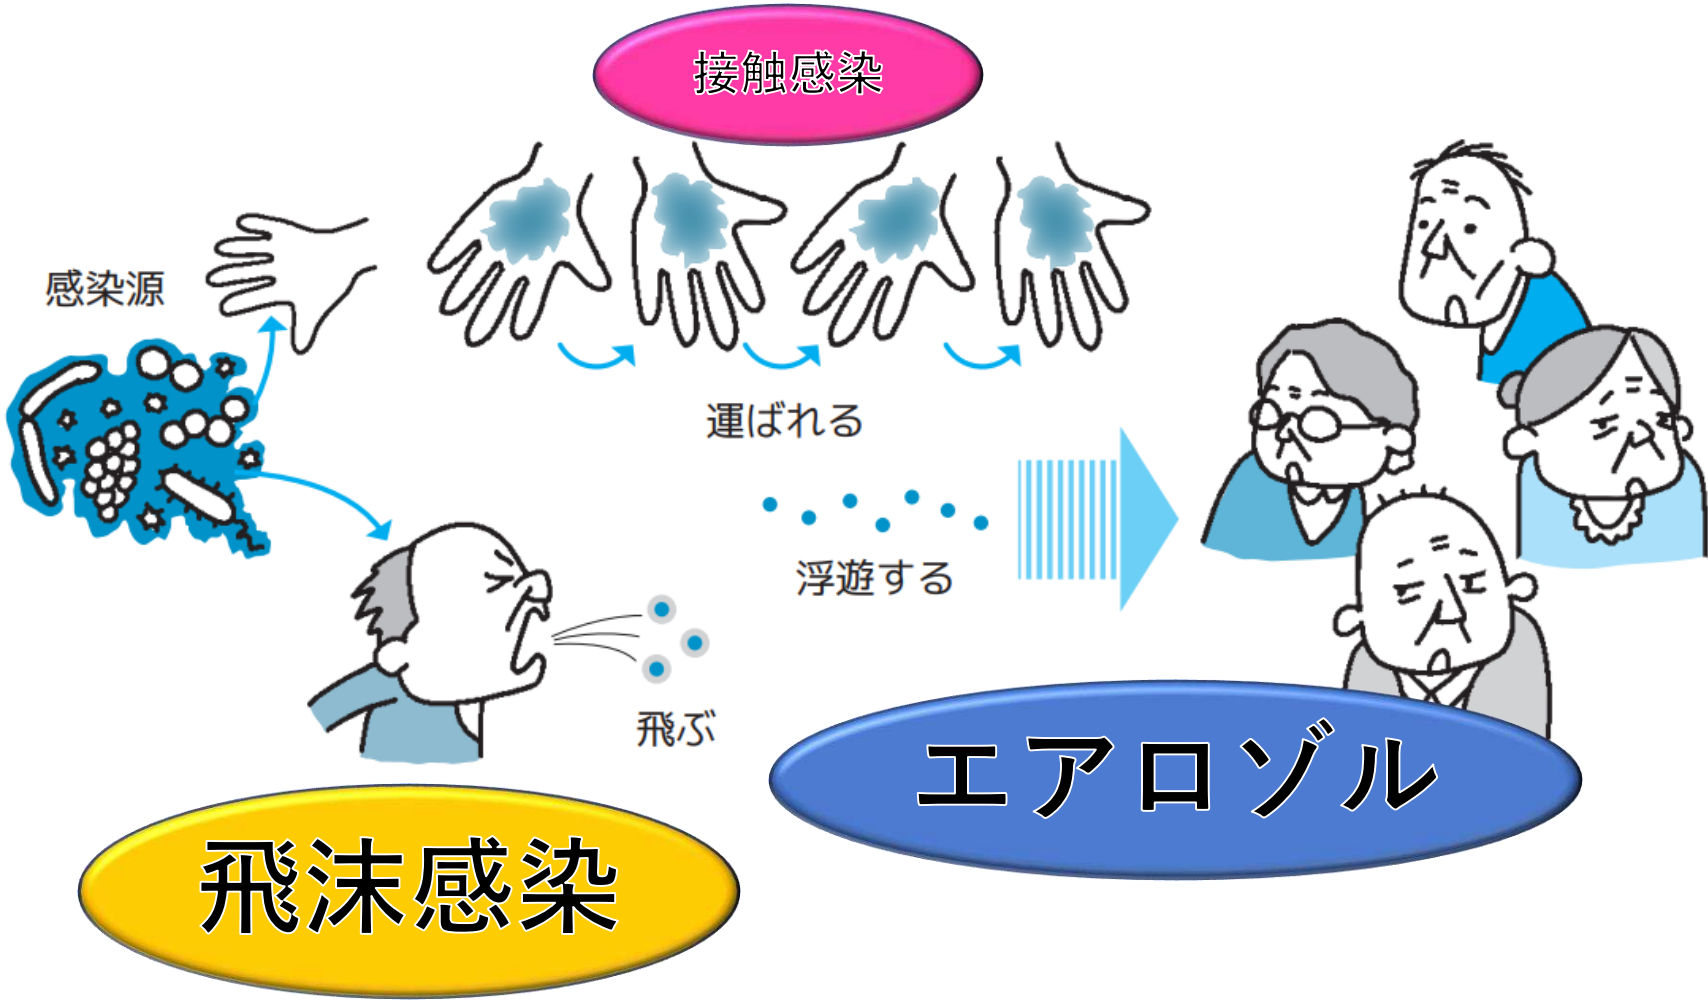 接触感染
感染源
運ばれる
浮遊する
飛ぶ
エアロゾル
飛沫感染